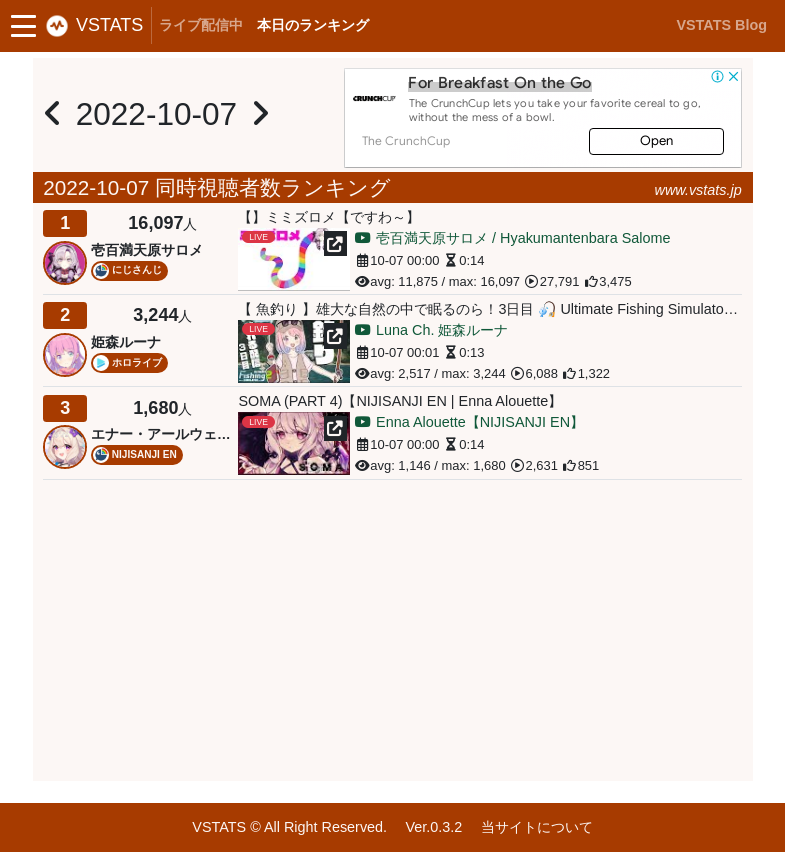 VSTATS ライブ配信中 本日のランキング VSTATS Blog
2022-10-07
For Breakfast On the Go
CRUNCHCUP
The CrunchCup lets you take your favorite cereal to go, without the mess of a bowl.
The CrunchCup
Open
2022-10-07 同時視聴者数ランキング www.vstats.jp
1 16,097人
壱百満天原サロメ
にじさんじ
【】ミミズロメ【ですわ～】
LIVE
壱百満天原サロメ / Hyakumantenbara Salome
10-07 00:00 0:14
avg: 11,875 / max: 16,097 27,791 3,475
2 3,244人
姫森ルーナ
ホロライブ
【 魚釣り 】雄大な自然の中で眠るのら！3日目 🎣 Ultimate Fishing Simulato…
LIVE
3日目
Fishing
Luna Ch. 姫森ルーナ
10-07 00:01 0:13
avg: 2,517 / max: 3,244 6,088 1,322
3 1,680人
エナー・アールウェ…
NIJISANJI EN
SOMA (PART 4)【NIJISANJI EN | Enna Alouette】
LIVE
SOMA
Enna Alouette【NIJISANJI EN】
10-07 00:00 0:14
avg: 1,146 / max: 1,680 2,631 851
VSTATS © All Right Reserved. Ver.0.3.2 当サイトについて